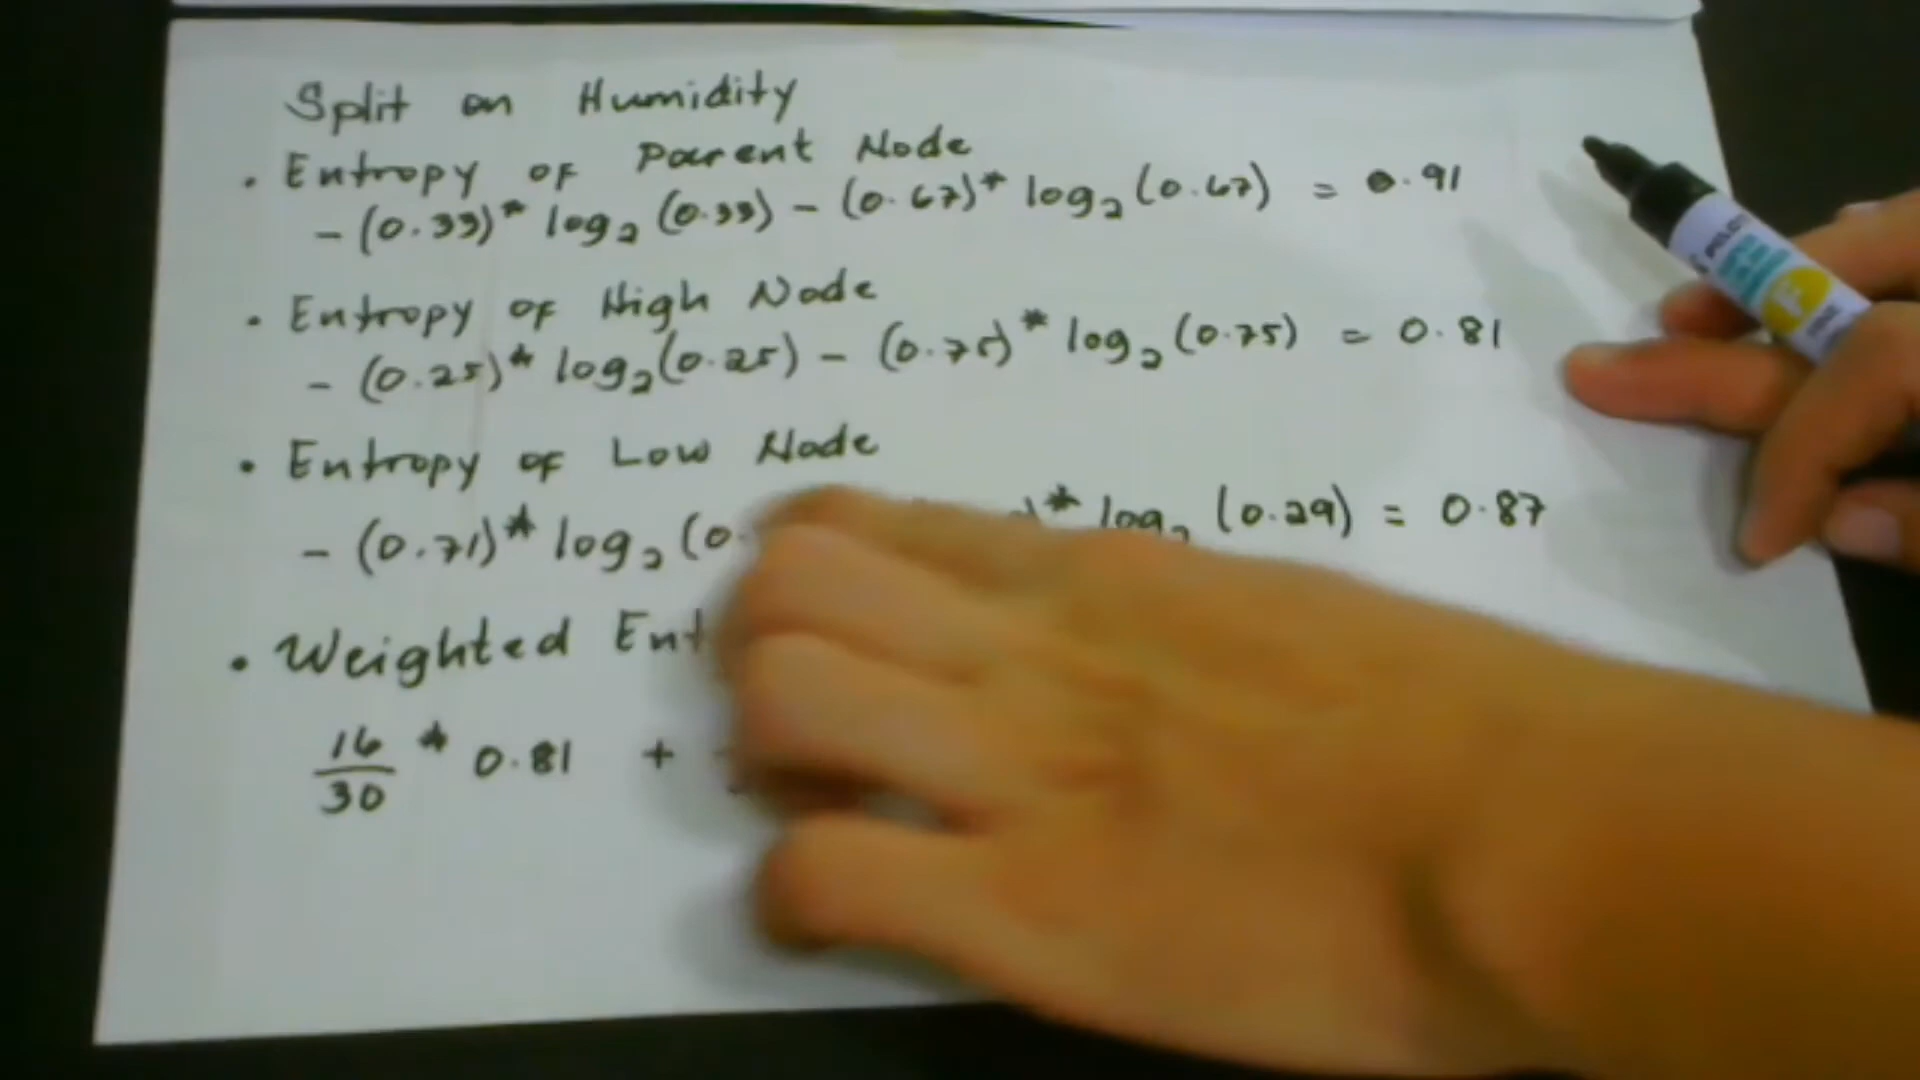 Split on Humidity
• Entropy of Parent Node
- (0.33)* log₂ (0.33) - (0.67)* log₂ (0.67) = 0.91
• Entropy of High Node
- (0.25)* log₂ (0.25) - (0.75)* log₂ (0.75) = 0.81
• Entropy of Low Node
- (0.71)* log₂ (0. )* log₂ (0.29) = 0.87
• Weighted Ent
16/30 * 0.81 +